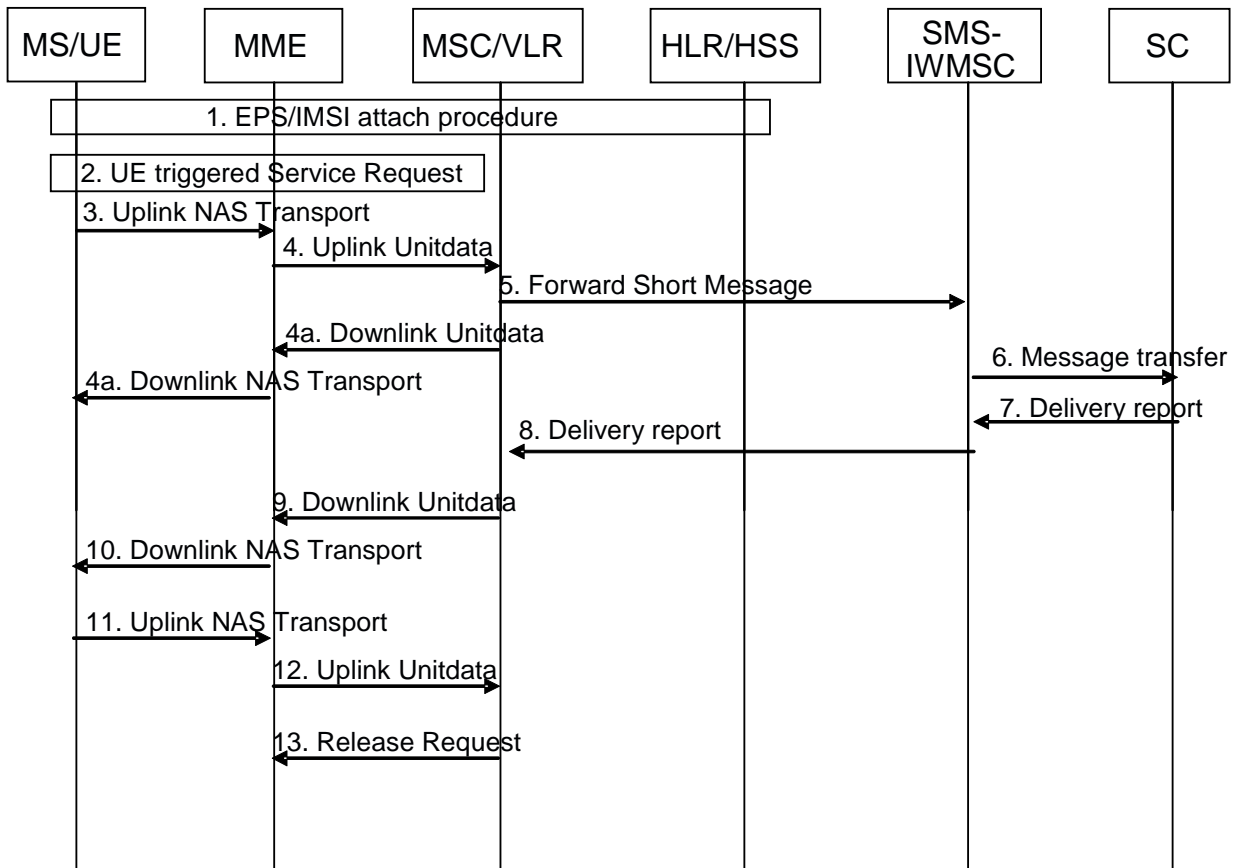 MS/UE
MME
MSC/VLR
HLR/HSS
SMS-
IWMSC
SC
1. EPS/IMSI attach procedure
2. UE triggered Service Request
3. Uplink NAS Transport
4. Uplink Unitdata
5. Forward Short Message
4a. Downlink Unitdata
6. Message transfer
4a. Downlink NAS Transport
7. Delivery report
8. Delivery report
9. Downlink Unitdata
10. Downlink NAS Transport
11. Uplink NAS Transport
12. Uplink Unitdata
13. Release Request